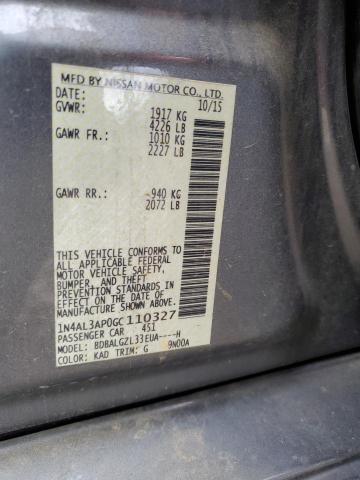 MFD BY NISSAN MOTOR CO., LTD.
DATE: 10/15
GVWR: 1917 KG
4226 LB
GAWR FR.: 1010 KG
2227 LB
GAWR RR.: 940 KG
2072 LB
THIS VEHICLE CONFORMS TO
ALL APPLICABLE FEDERAL
MOTOR VEHICLE SAFETY,
BUMPER, AND THEFT
STANDARDS IN
EFFECT ON THE DATE OF
MANUFACTURE SHOWN ABOVE.
1N4AL3AP0GC110327
PASSENGER CAR 451
MODEL: BDBALGZL33EUA----H
COLOR: KAD TRIM: G 9N00A